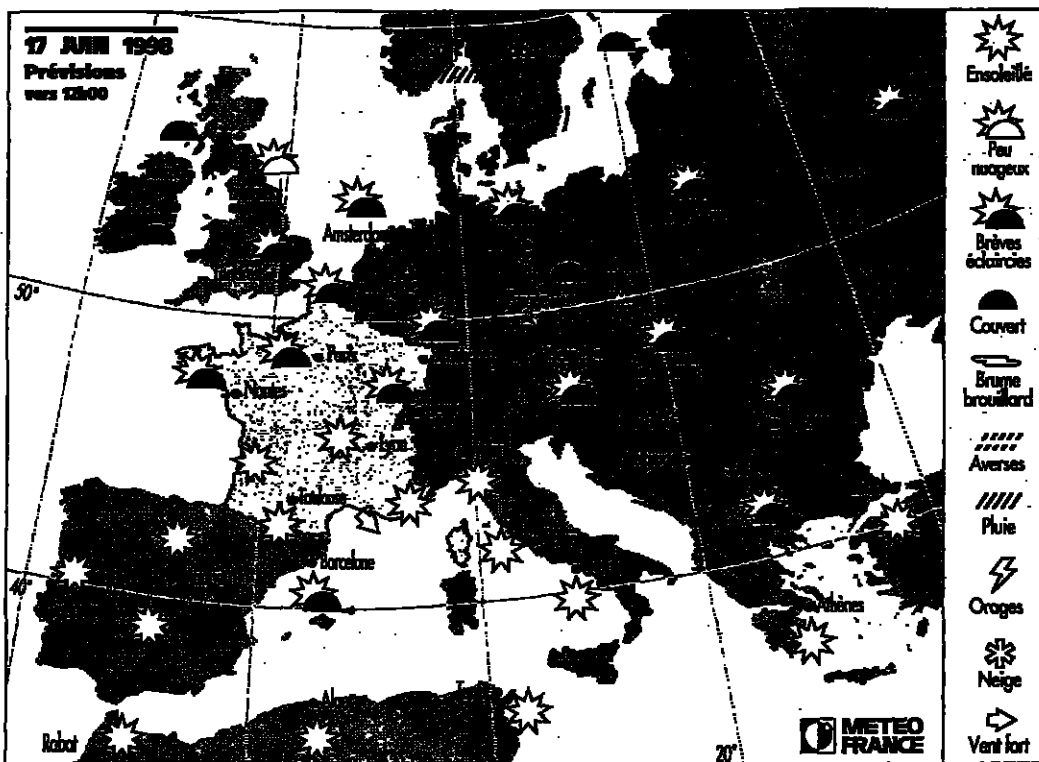 17 JUIN 1998
Prévisions
vers 12h00
Amsterdam
50°
Paris
Nantes
Lyon
Toulouse
Barcelone
40°
Athènes
Rabat
20°
METEO
FRANCE
Ensoleillé
Peu
nuageux
Brèves
éclaircies
Couvert
Brume
brouillard
Averses
Pluie
Orages
Neige
Vent fort